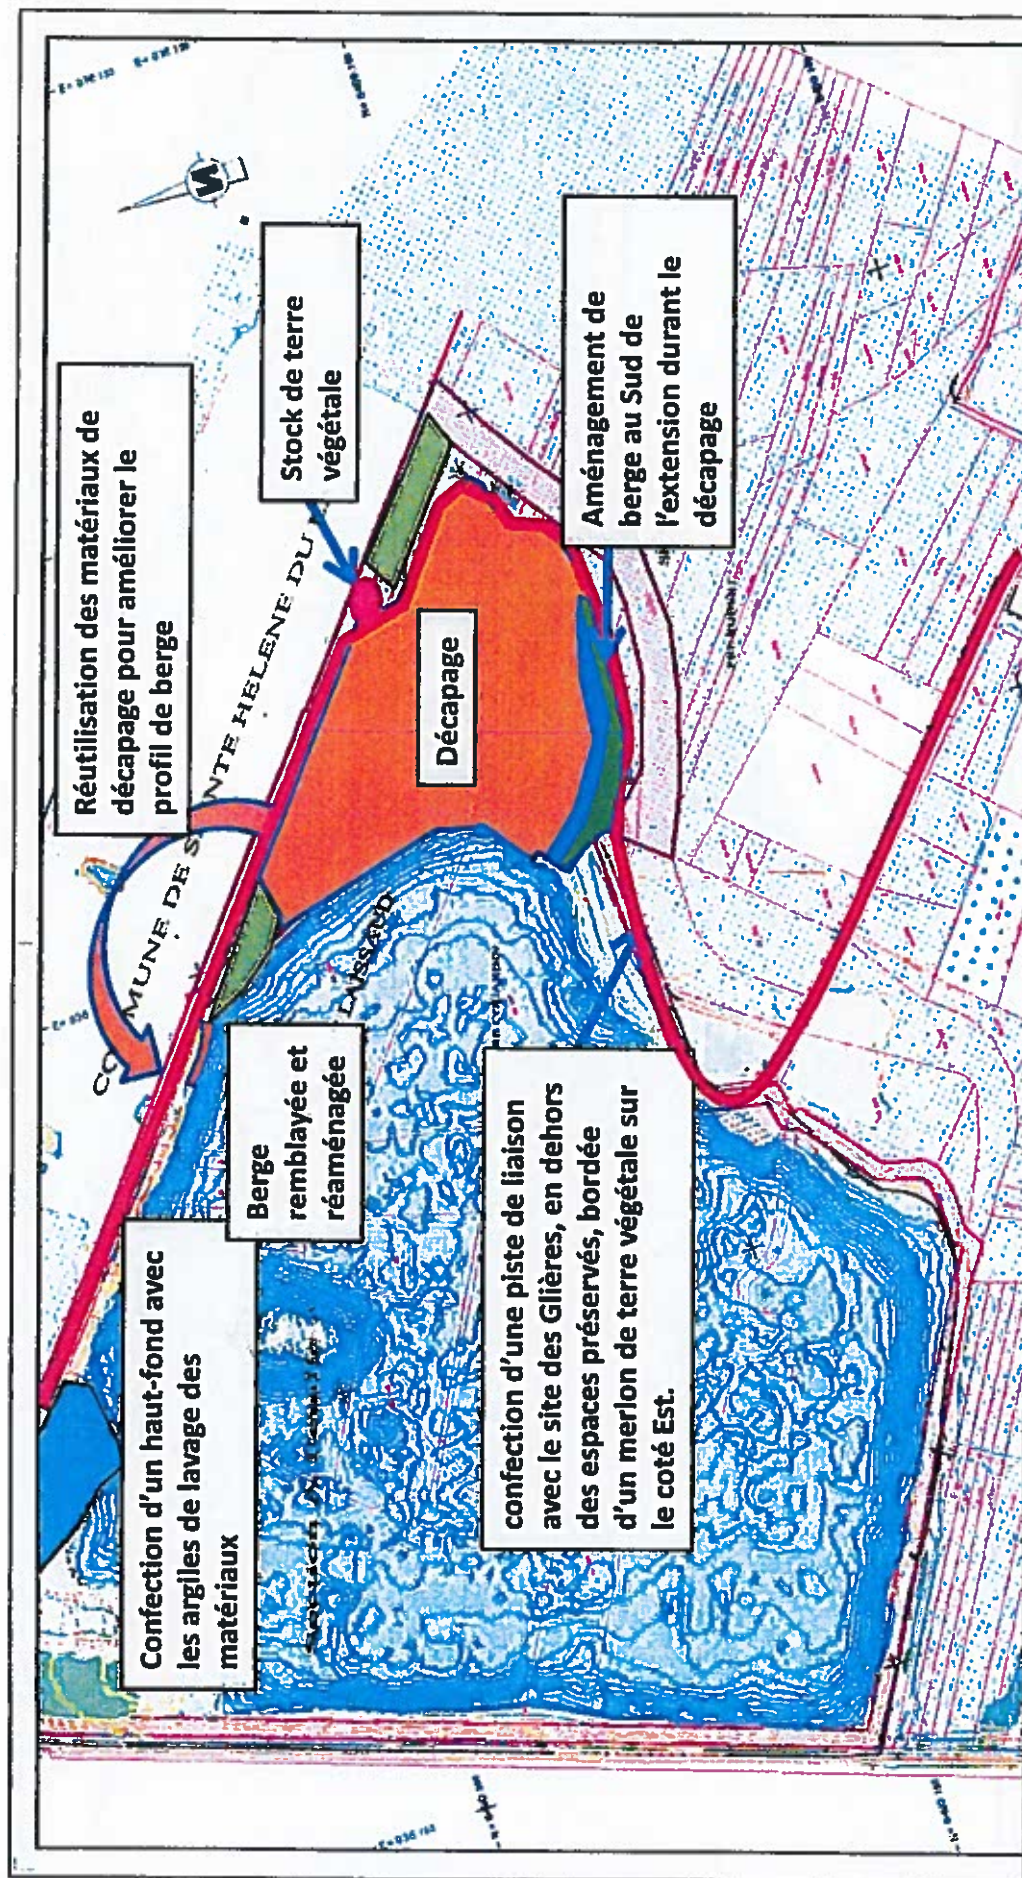 Réutilisation des matériaux de
décapage pour améliorer le
profil de berge
Stock de terre
végétale
Aménagement de
berge au Sud de
l'extension durant le
décapage
Décapage
Berge
remblayée et
réaménagée
Confection d'un haut-fond avec
les argiles de lavage des
matériaux
confection d'une piste de liaison
avec le site des Glières, en dehors
des espaces préservés, bordée
d'un merlon de terre végétale sur
le coté Est.
MUNE DE
NTE HELENE DU
LAISSAUD